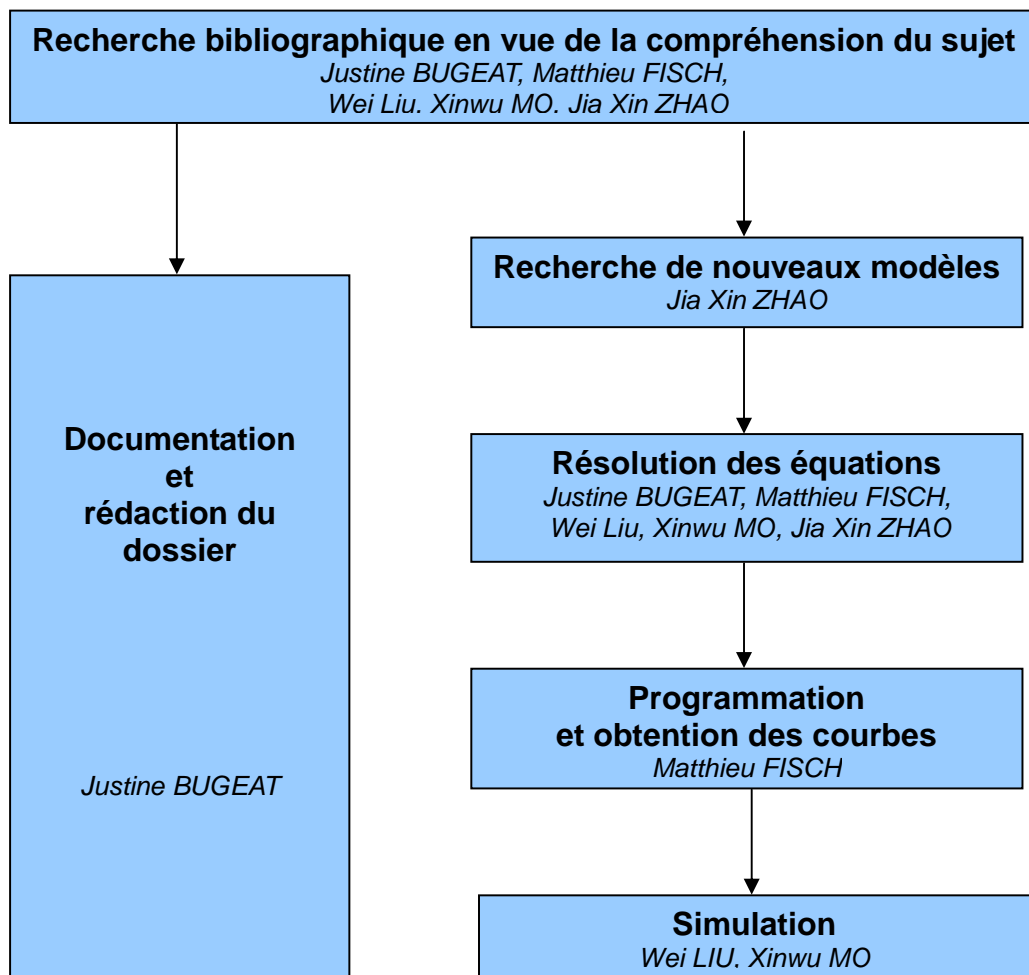 Recherche bibliographique en vue de la compréhension du sujet
Justine BUGEAT, Matthieu FISCH,
Wei Liu. Xinwu MO. Jia Xin ZHAO
Recherche de nouveaux modèles
Jia Xin ZHAO
Documentation
et
rédaction du
dossier
Justine BUGEAT
Résolution des équations
Justine BUGEAT, Matthieu FISCH,
Wei Liu, Xinwu MO, Jia Xin ZHAO
Programmation
et obtention des courbes
Matthieu FISCH
Simulation
Wei LIU, Xinwu MO